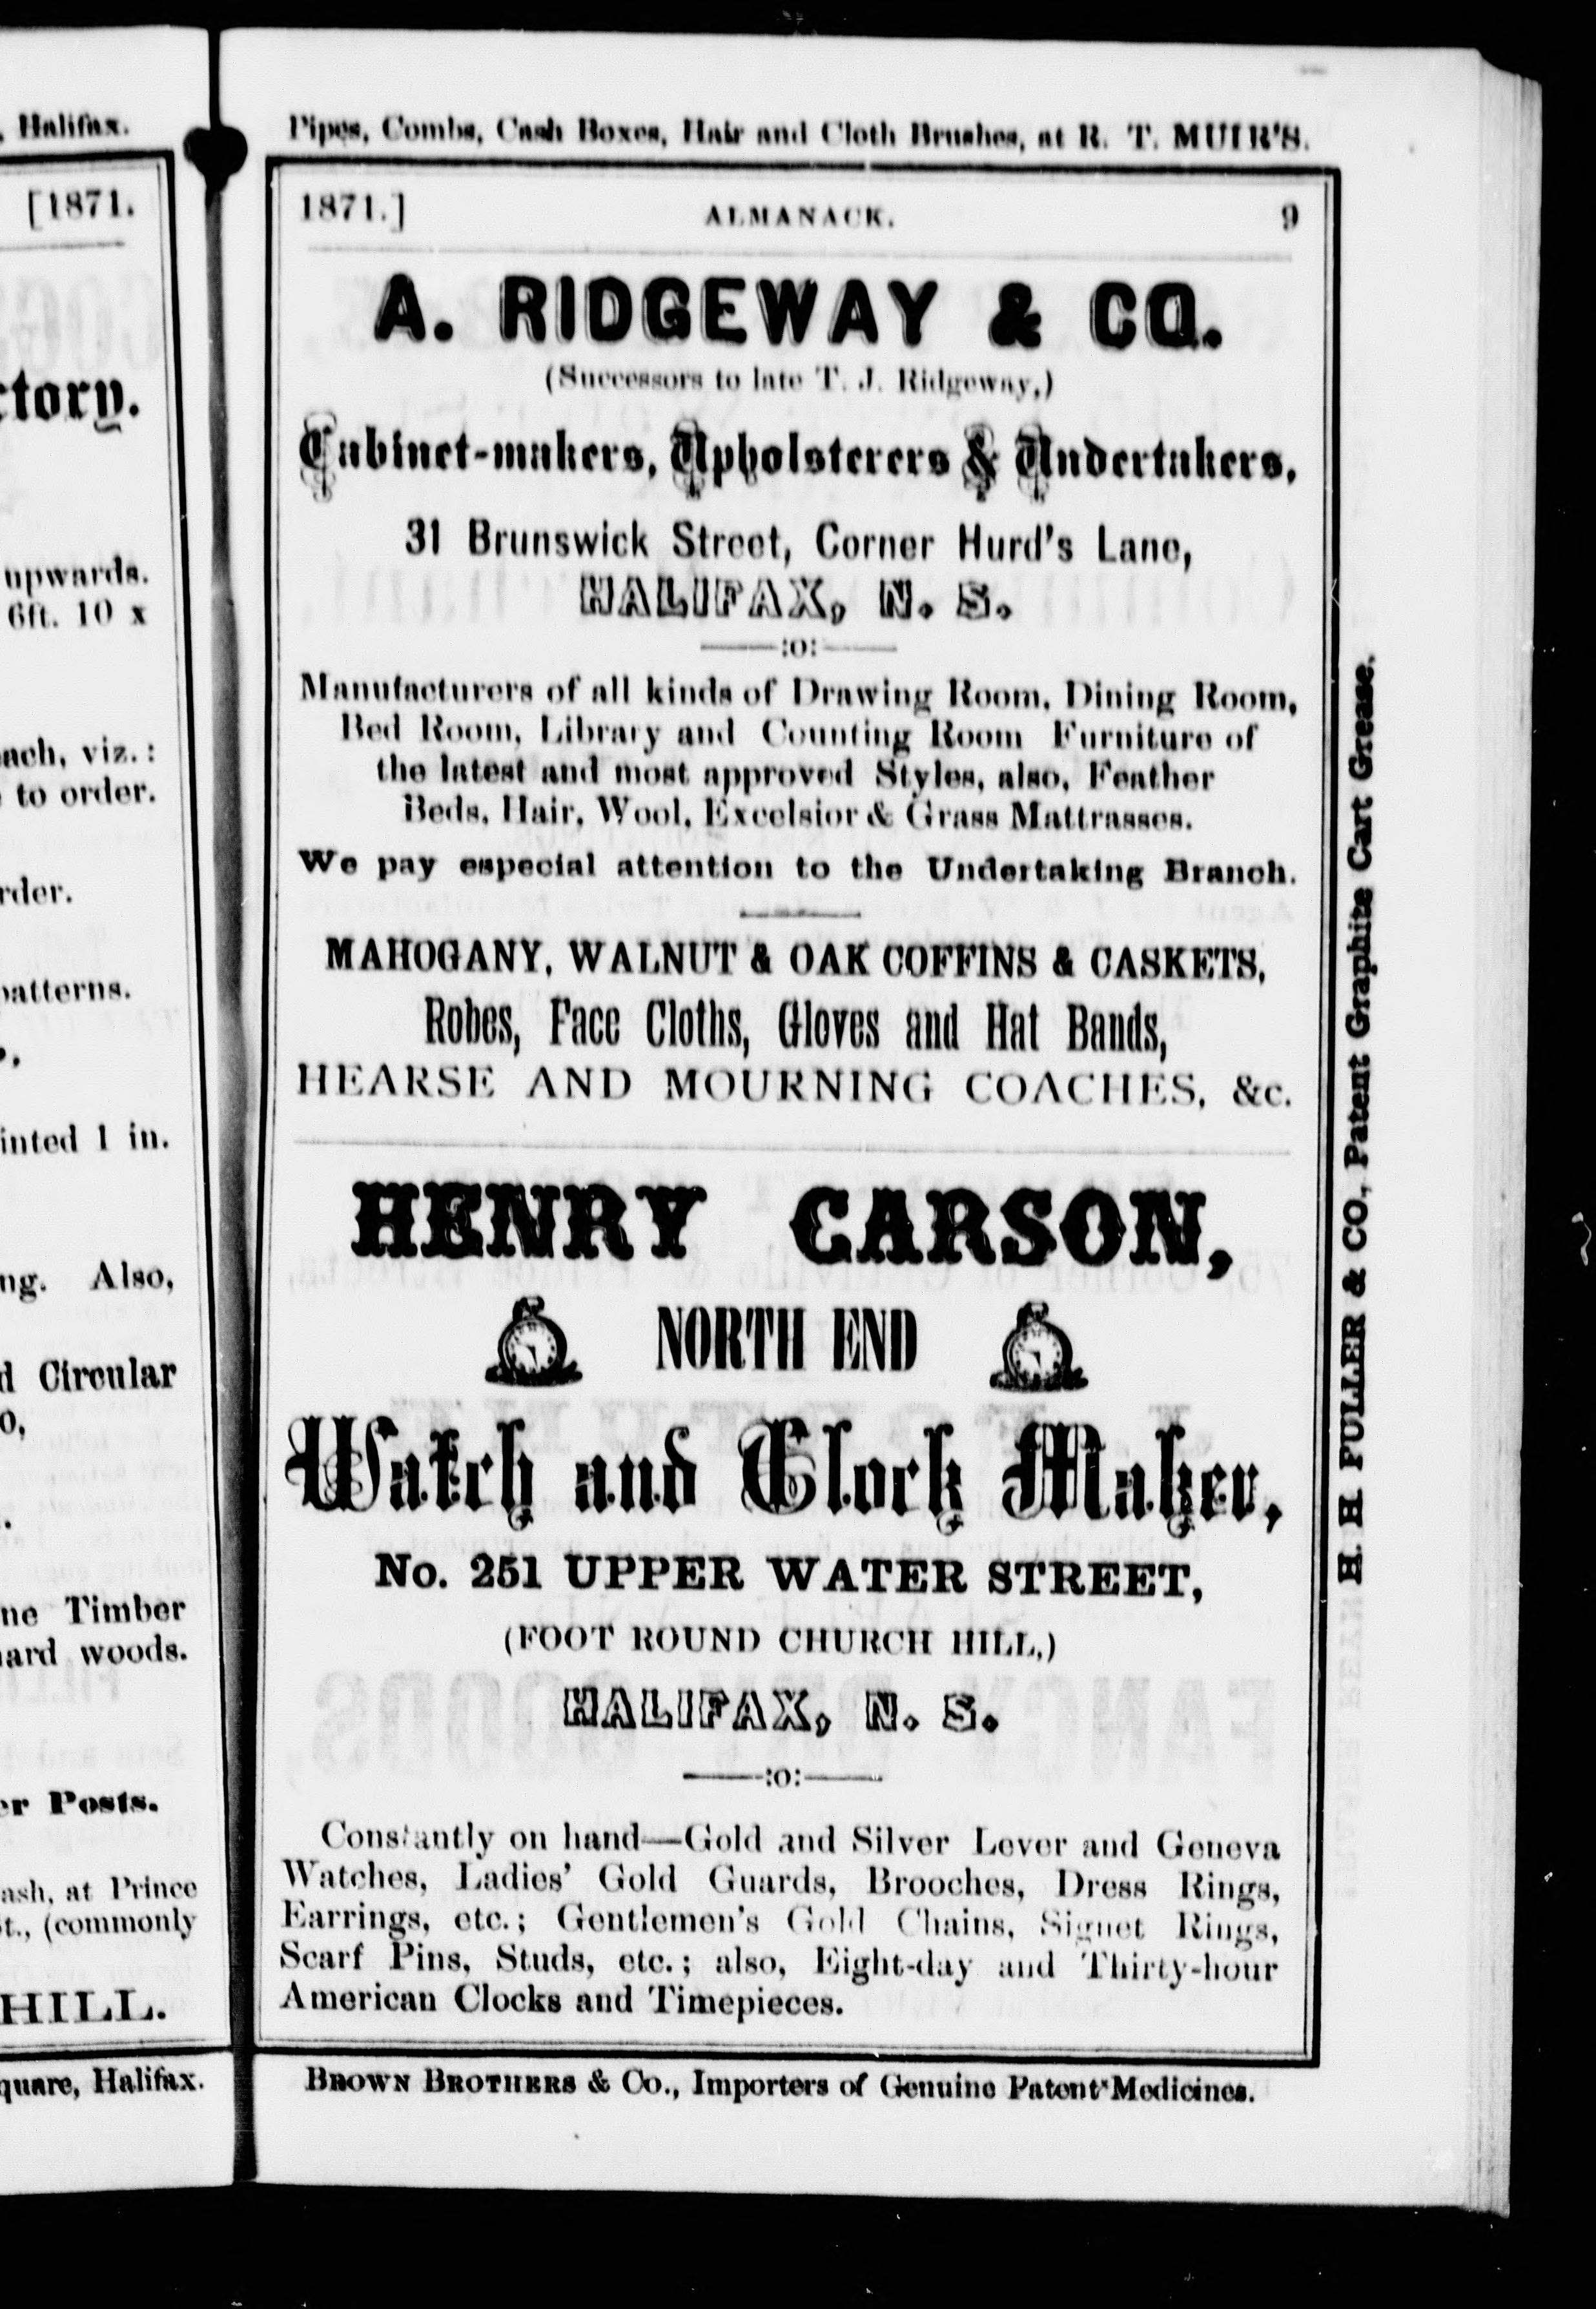 , Halifax.
[1871.
ctory.
upwards.
6ft. 10 x
ach, viz.:
to order.
rder.
patterns.
inted 1 in.
ng. Also,
d Circular
o,
ne Timber
ard woods.
er Posts.
ash, at Prince
t., (commonly
HILL.
quare, Halifax.
Pipes, Combs, Cash Boxes, Hair and Cloth Brushes, at R. T. MUIR'S.
1871.] ALMANACK. 9
A. RIDGEWAY & CO.
(Successors to late T. J. Ridgeway,)
Cabinet-makers, Upholsterers & Undertakers,
31 Brunswick Street, Corner Hurd's Lane,
HALIFAX, N. S.
——:o:——
Manufacturers of all kinds of Drawing Room, Dining Room,
Bed Room, Library and Counting Room Furniture of
the latest and most approved Styles, also, Feather
Beds, Hair, Wool, Excelsior & Grass Mattrasses.
We pay especial attention to the Undertaking Branch.
MAHOGANY, WALNUT & OAK COFFINS & CASKETS,
Robes, Face Cloths, Gloves and Hat Bands,
HEARSE AND MOURNING COACHES, &c.
HENRY CARSON,
NORTH END
Watch and Clock Maker,
No. 251 UPPER WATER STREET,
(FOOT ROUND CHURCH HILL,)
HALIFAX, N. S.
——:o:——
Constantly on hand—Gold and Silver Lever and Geneva
Watches, Ladies' Gold Guards, Brooches, Dress Rings,
Earrings, etc.; Gentlemen's Gold Chains, Signet Rings,
Scarf Pins, Studs, etc.; also, Eight-day and Thirty-hour
American Clocks and Timepieces.
BROWN BROTHERS & Co., Importers of Genuine Patent Medicines.
H. H. FULLER & CO., Patent Graphite Cart Grease.